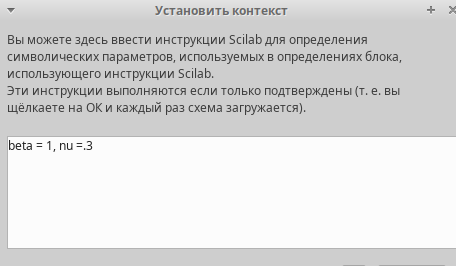 Установить контекст
Вы можете здесь ввести инструкции Scilab для определения
символических параметров, используемых в определениях блока,
использующего инструкции Scilab.
Эти инструкции выполняются если только подтверждены (т. е. вы
щёлкаете на ОК и каждый раз схема загружается).
beta = 1, nu =.3